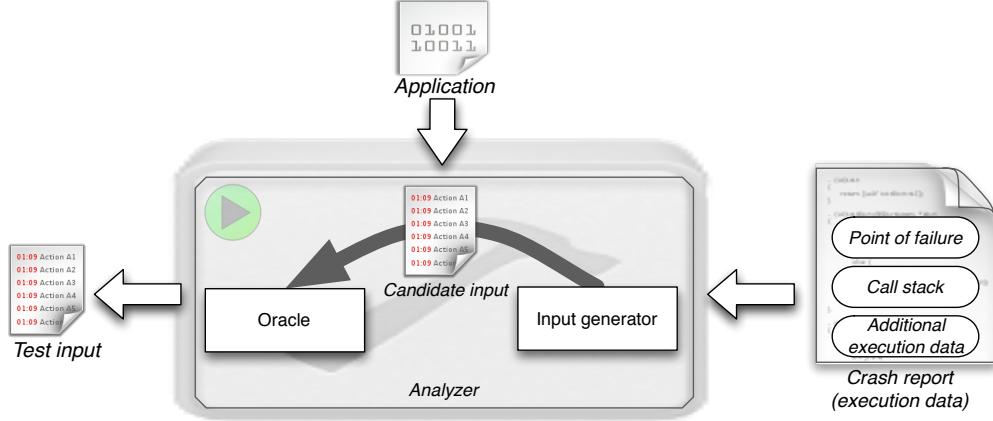 01001
10011
Application
01:09 Action A1
01:09 Action A2
01:09 Action A3
01:09 Action A4
01:09 Action A5
01:09 Action
Candidate input
Oracle
Input generator
Analyzer
01:09 Action A1
01:09 Action A2
01:09 Action A3
01:09 Action A4
01:09 Action A5
01:09 Action
Test input
Point of failure
Call stack
Additional
execution data
Crash report
(execution data)